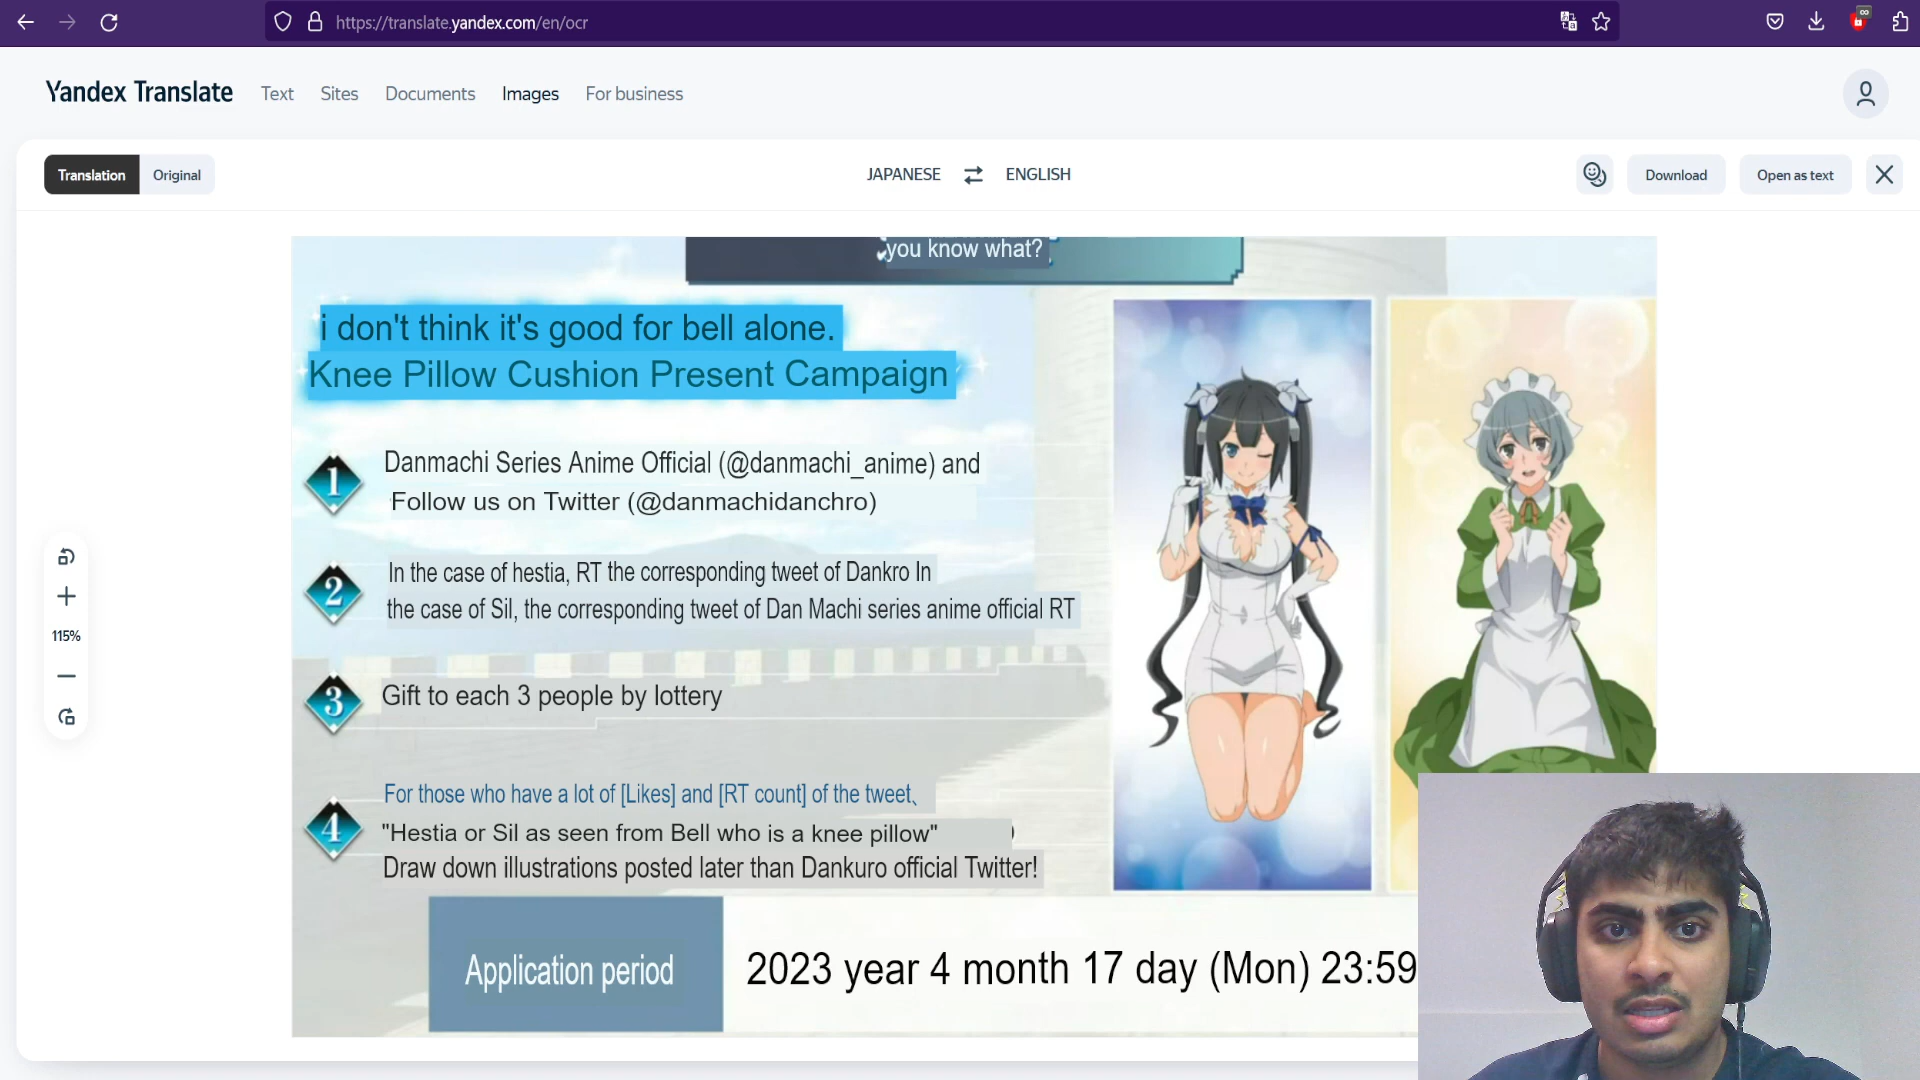 https://translate.yandex.com/en/ocr
Yandex Translate
Text
Sites
Documents
Images
For business
Translation
Original
JAPANESE
ENGLISH
Download
Open as text
you know what?
i don't think it's good for bell alone.
Knee Pillow Cushion Present Campaign
1
Danmachi Series Anime Official (@danmachi_anime) and
Follow us on Twitter (@danmachidanchro)
2
In the case of hestia, RT the corresponding tweet of Dankro In
the case of Sil, the corresponding tweet of Dan Machi series anime official RT
3
Gift to each 3 people by lottery
4
For those who have a lot of [Likes] and [RT count] of the tweet、
"Hestia or Sil as seen from Bell who is a knee pillow"
Draw down illustrations posted later than Dankuro official Twitter!
Application period
2023 year 4 month 17 day (Mon) 23:59
115%